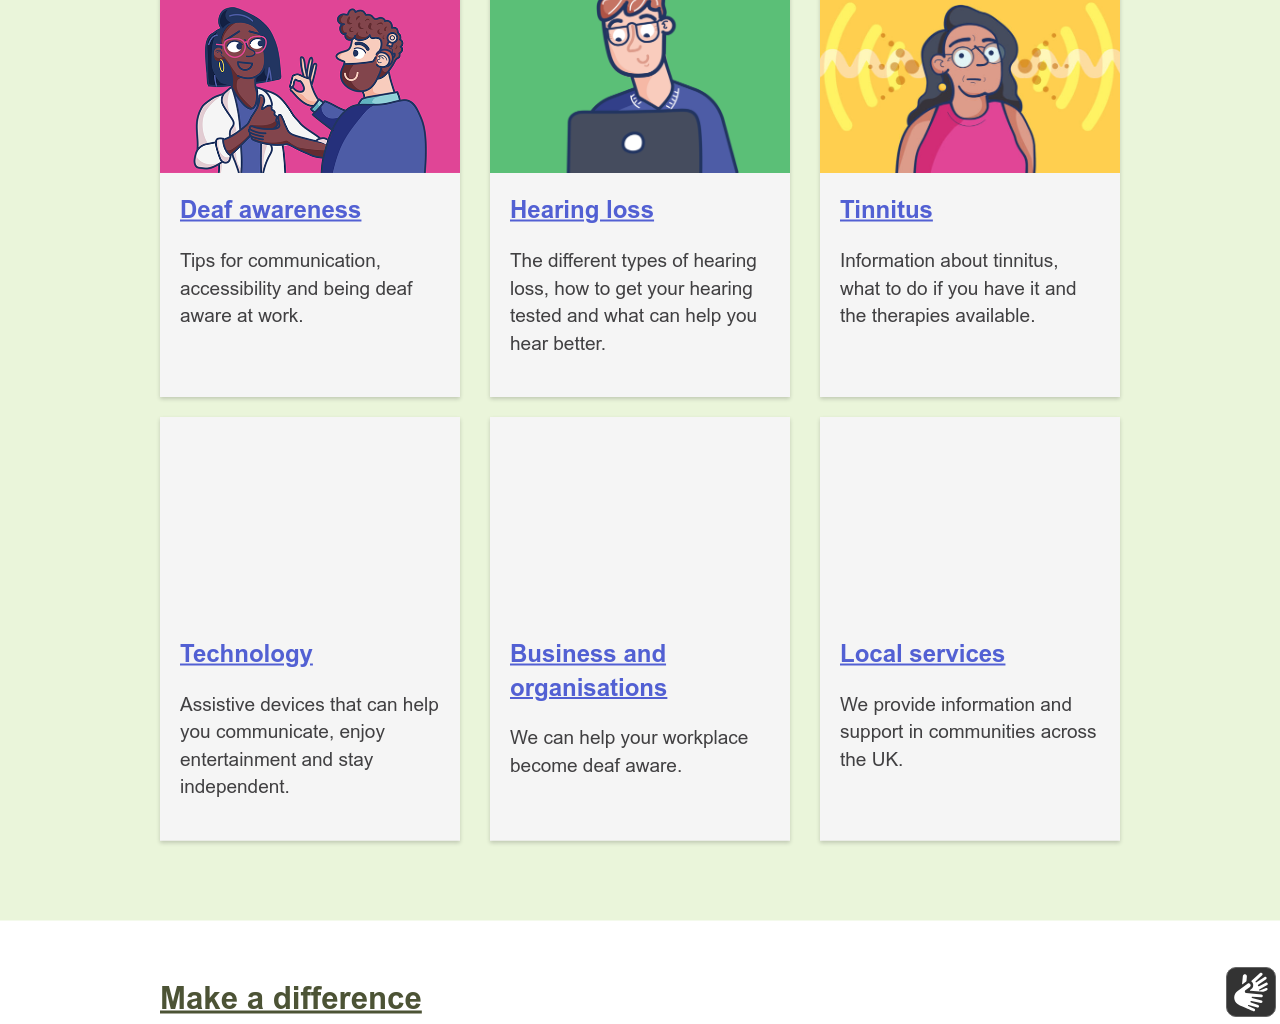 Deaf awareness
Tips for communication,
accessibility and being deaf
aware at work.
Hearing loss
The different types of hearing
loss, how to get your hearing
tested and what can help you
hear better.
Tinnitus
Information about tinnitus,
what to do if you have it and
the therapies available.
Technology
Assistive devices that can help
you communicate, enjoy
entertainment and stay
independent.
Business and
organisations
We can help your workplace
become deaf aware.
Local services
We provide information and
support in communities across
the UK.
Make a difference